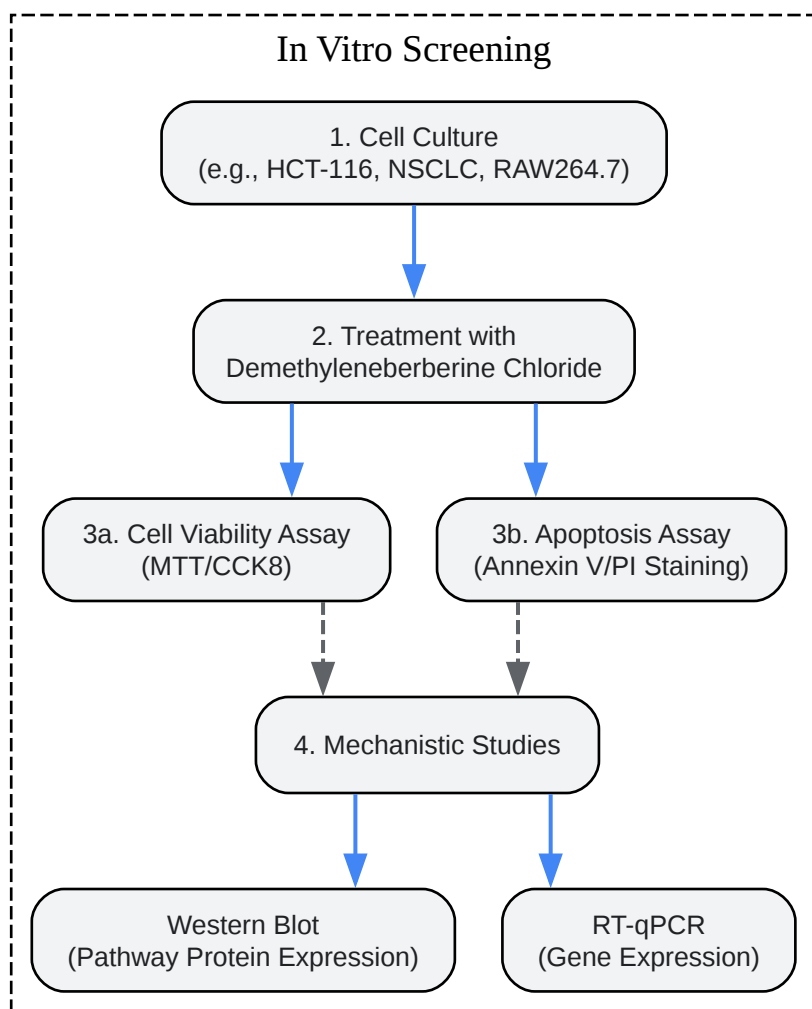 In Vitro Screening
1. Cell Culture
(e.g., HCT-116, NSCLC, RAW264.7)
2. Treatment with
Demethyleneberberine Chloride
3a. Cell Viability Assay
(MTT/CCK8)
3b. Apoptosis Assay
(Annexin V/PI Staining)
4. Mechanistic Studies
Western Blot
(Pathway Protein Expression)
RT-qPCR
(Gene Expression)